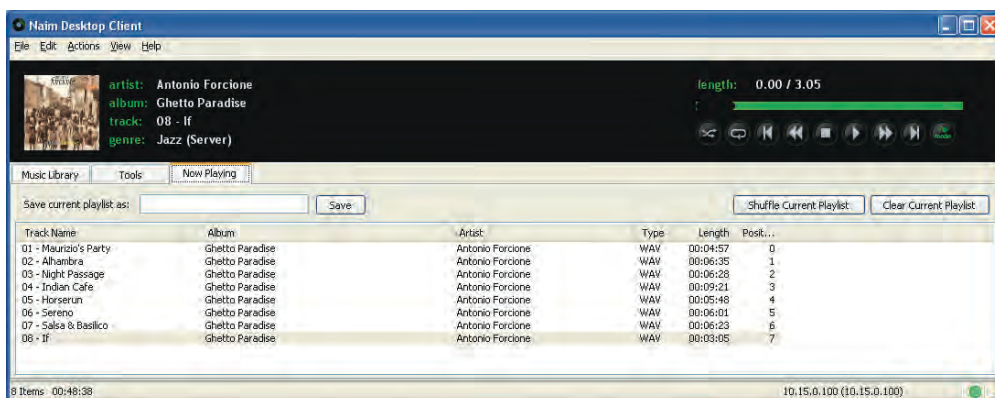 Naim Desktop Client
File Edit Actions View Help
artist: Antonio Forcione
album: Ghetto Paradise
track: 08 - If
genre: Jazz (Server)
length: 0.00 / 3.05
Music Library Tools Now Playing
Save current playlist as: Save Shuffle Current Playlist Clear Current Playlist
Track Name Album Artist Type Length Posit...
01 - Maurizio's Party Ghetto Paradise Antonio Forcione WAV 00:04:57 0
02 - Alhambra Ghetto Paradise Antonio Forcione WAV 00:06:35 1
03 - Night Passage Ghetto Paradise Antonio Forcione WAV 00:06:28 2
04 - Indian Cafe Ghetto Paradise Antonio Forcione WAV 00:09:21 3
05 - Horserun Ghetto Paradise Antonio Forcione WAV 00:05:48 4
06 - Sereno Ghetto Paradise Antonio Forcione WAV 00:06:01 5
07 - Salsa & Basilico Ghetto Paradise Antonio Forcione WAV 00:06:23 6
08 - If Ghetto Paradise Antonio Forcione WAV 00:03:05 7
8 Items 00:48:38 10.15.0.100 (10.15.0.100)